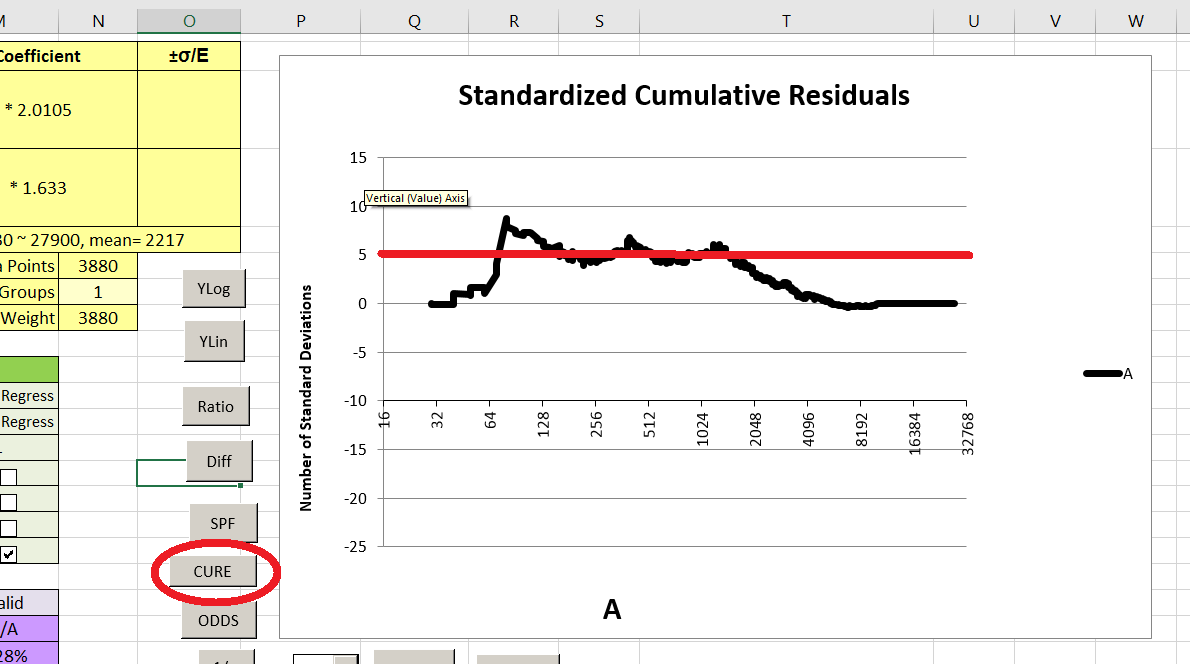 M N O P Q R S T U V W
Coefficient ±σ/E
* 2.0105
* 1.633
30 ~ 27900, mean= 2217
Points 3880
Groups 1
Weight 3880
Regress
Regress
N/A
28%
YLog
YLin
Ratio
Diff
SPF
CURE
ODDS
Standardized Cumulative Residuals
Number of Standard Deviations
15
10
5
0
-5
-10
-15
-20
-25
Vertical (Value) Axis
16 32 64 128 256 512 1024 2048 4096 8192 16384 32768
A
A